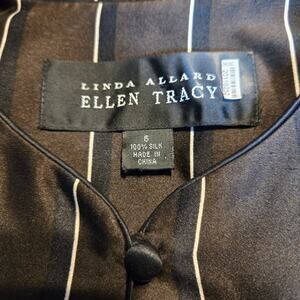 LINDA ALLARD
ELLEN TRACY
6
100% SILK
MADE IN
CHINA